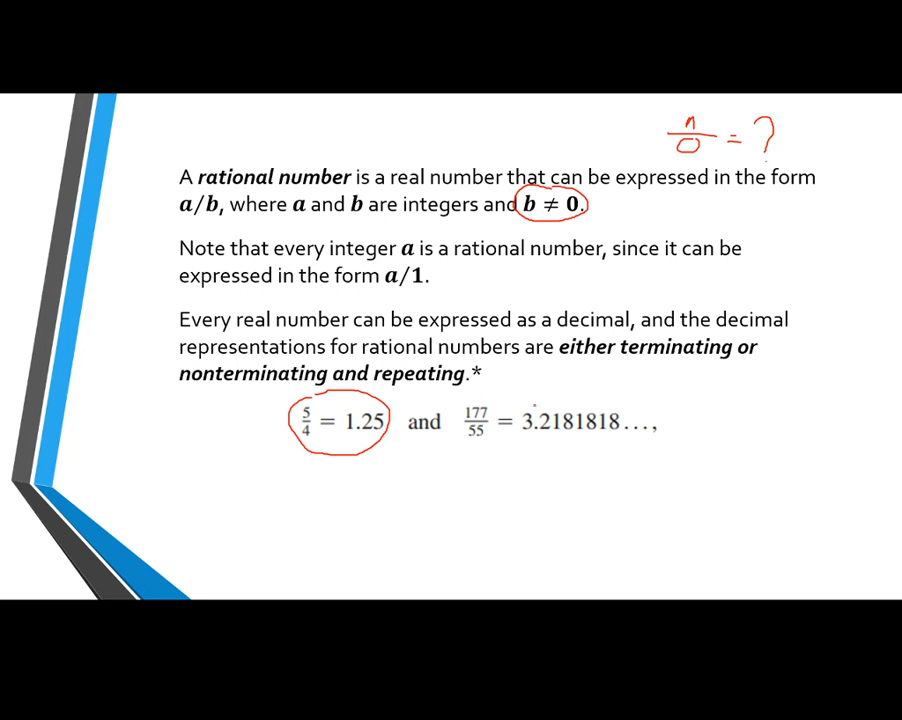 n/0 = ?
A rational number is a real number that can be expressed in the form
a/b, where a and b are integers and b ≠ 0.
Note that every integer a is a rational number, since it can be
expressed in the form a/1.
Every real number can be expressed as a decimal, and the decimal
representations for rational numbers are either terminating or
nonterminating and repeating.*
5/4 = 1.25 and 177/55 = 3.2181818...,